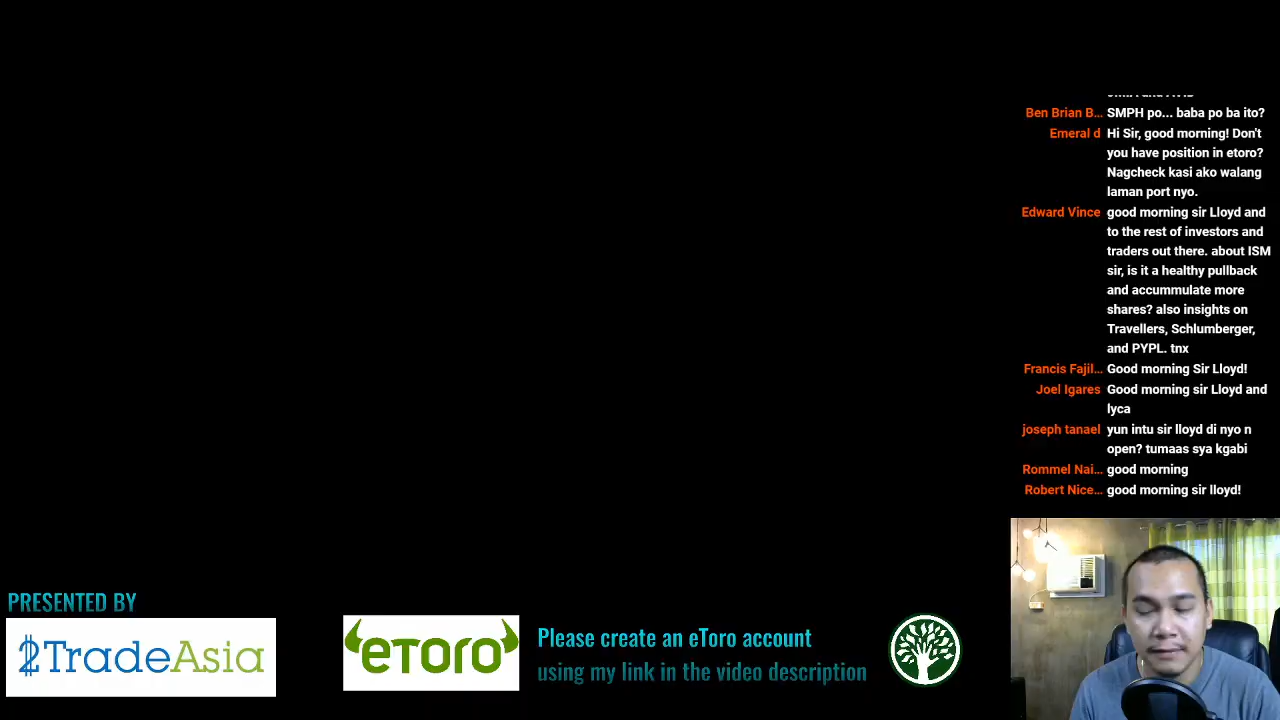 Ben Brian B... SMPH po... baba po ba ito?
Emeral d Hi Sir, good morning! Don't
you have position in etoro?
Nagcheck kasi ako walang
laman port nyo.
Edward Vince good morning sir Lloyd and
to the rest of investors and
traders out there. about ISM
sir, is it a healthy pullback
and accummulate more
shares? also insights on
Travellers, Schlumberger,
and PYPL. tnx
Francis Fajil... Good morning Sir Lloyd!
Joel Igares Good morning sir Lloyd and
lyca
joseph tanael yun intu sir lloyd di nyo n
open? tumaas sya kgabi
Rommel Nai... good morning
Robert Nice... good morning sir lloyd!
PRESENTED BY
2TradeAsia
eToro
Please create an eToro account
using my link in the video description